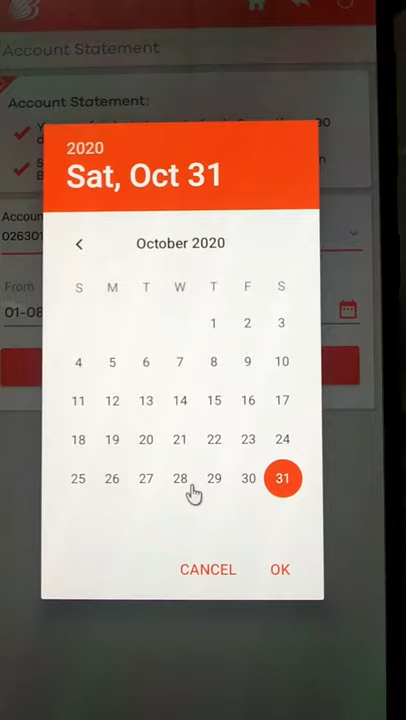 Account Statement
Account Statement:
90
2020
Sat, Oct 31
Accoun
026301
October 2020
From
01-08
S M T W T F S
1 2 3
4 5 6 7 8 9 10
11 12 13 14 15 16 17
18 19 20 21 22 23 24
25 26 27 28 29 30 31
CANCEL OK